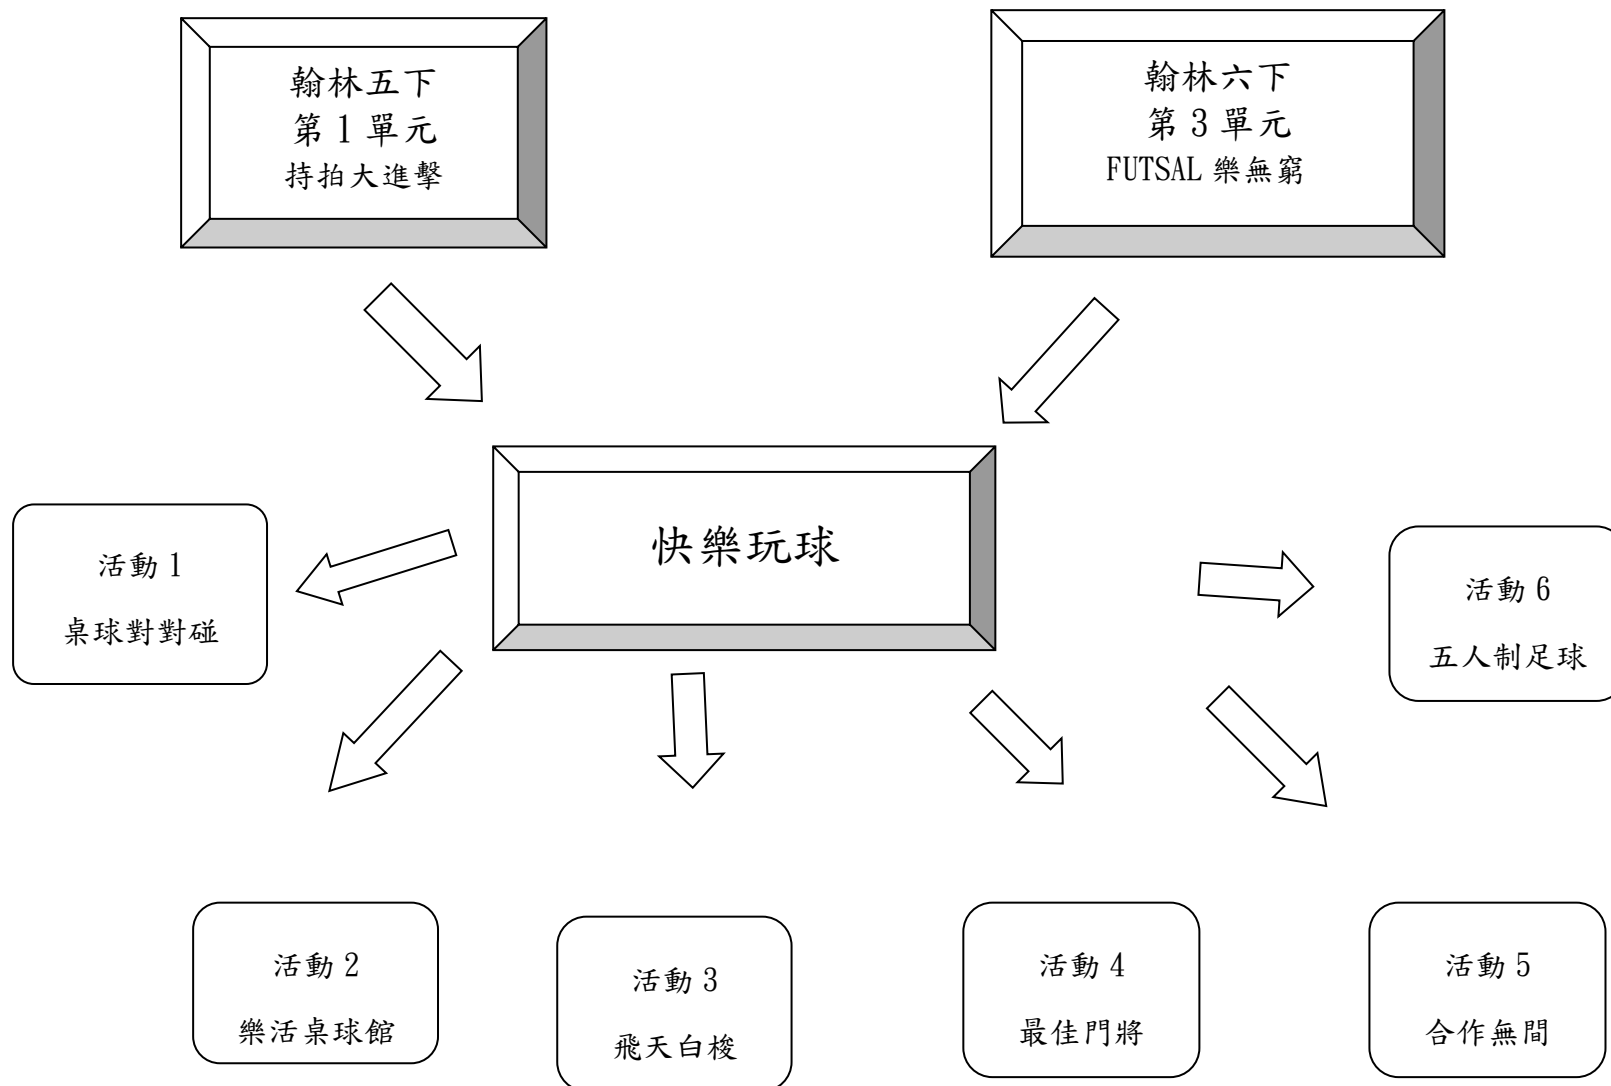 翰林五下
第 1 單元
持拍大進擊
翰林六下
第 3 單元
FUTSAL 樂無窮
快樂玩球
活動 1
桌球對對碰
活動 6
五人制足球
活動 2
樂活桌球館
活動 3
飛天白梭
活動 4
最佳門將
活動 5
合作無間